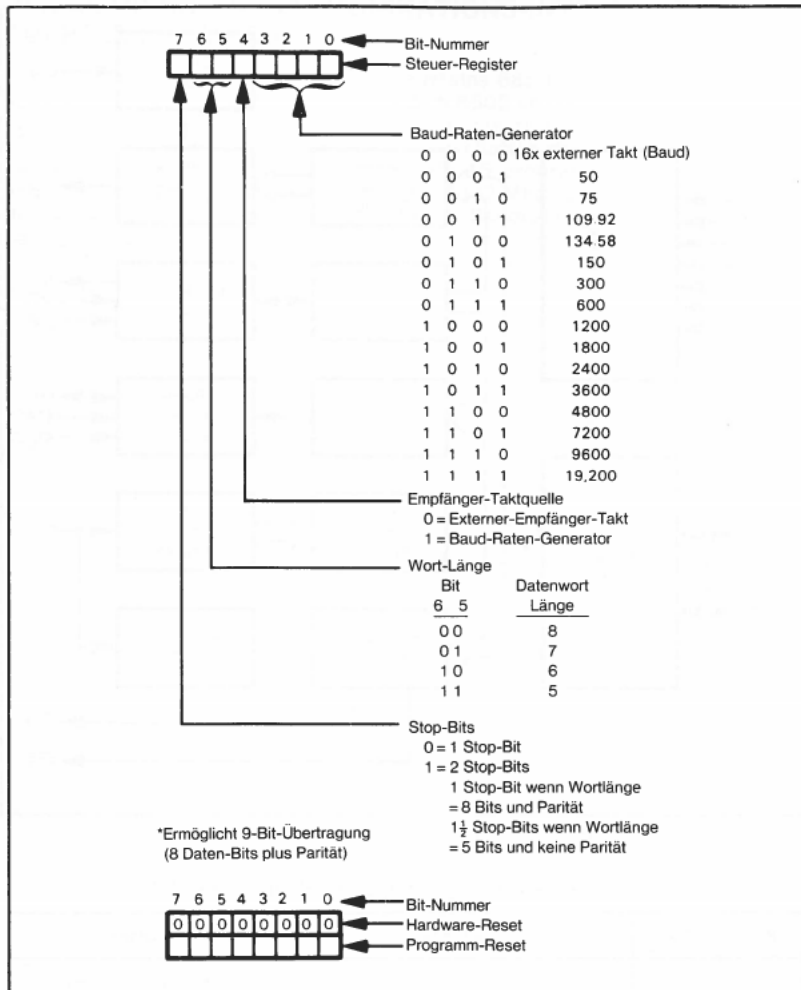 7 6 5 4 3 2 1 0 Bit-Nummer
Steuer-Register
Baud-Raten-Generator
0 0 0 0 16x externer Takt (Baud)
0 0 0 1 50
0 0 1 0 75
0 0 1 1 109.92
0 1 0 0 134.58
0 1 0 1 150
0 1 1 0 300
0 1 1 1 600
1 0 0 0 1200
1 0 0 1 1800
1 0 1 0 2400
1 0 1 1 3600
1 1 0 0 4800
1 1 0 1 7200
1 1 1 0 9600
1 1 1 1 19,200
Empfänger-Taktquelle
0 = Externer-Empfänger-Takt
1 = Baud-Raten-Generator
Wort-Länge
Bit Datenwort
6 5 Länge
0 0 8
0 1 7
1 0 6
1 1 5
Stop-Bits
0 = 1 Stop-Bit
1 = 2 Stop-Bits
1 Stop-Bit wenn Wortlänge
= 8 Bits und Parität
1½ Stop-Bits wenn Wortlänge
= 5 Bits und keine Parität
*Ermöglicht 9-Bit-Übertragung
(8 Daten-Bits plus Parität)
7 6 5 4 3 2 1 0 Bit-Nummer
0 0 0 0 0 0 0 0 Hardware-Reset
Programm-Reset